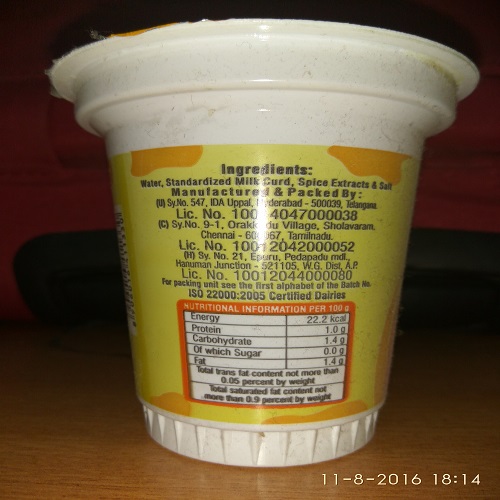 Ingredients:
Water, Standardized Milk Curd, Spice Extracts & Salt
Manufactured & Packed By:
(U) Sy.No. 547, IDA Uppal, Hyderabad - 500039, Telangana.
Lic. No. 10014047000038
(C) Sy.No. 9-1, Orakkadu Village, Sholavaram,
Chennai - 600067, Tamilnadu.
Lic. No. 10012042000052
(H) Sy. No. 21, Epuru, Pedapadu mdl.,
Hanuman Junction - 521105, W.G. Dist, A.P.
Lic. No. 10012044000080
For packing unit see the first alphabet of the Batch No.
ISO 22000:2005 Certified Dairies
NUTRITIONAL INFORMATION PER 100 g
Energy 22.2 kcal
Protein 1.0 g
Carbohydrate 1.4 g
Of which Sugar 0.0 g
Fat 1.4 g
Total trans fat content not more than
0.05 percent by weight
Total saturated fat content not
more than 0.9 percent by weight
11-8-2016 18:14